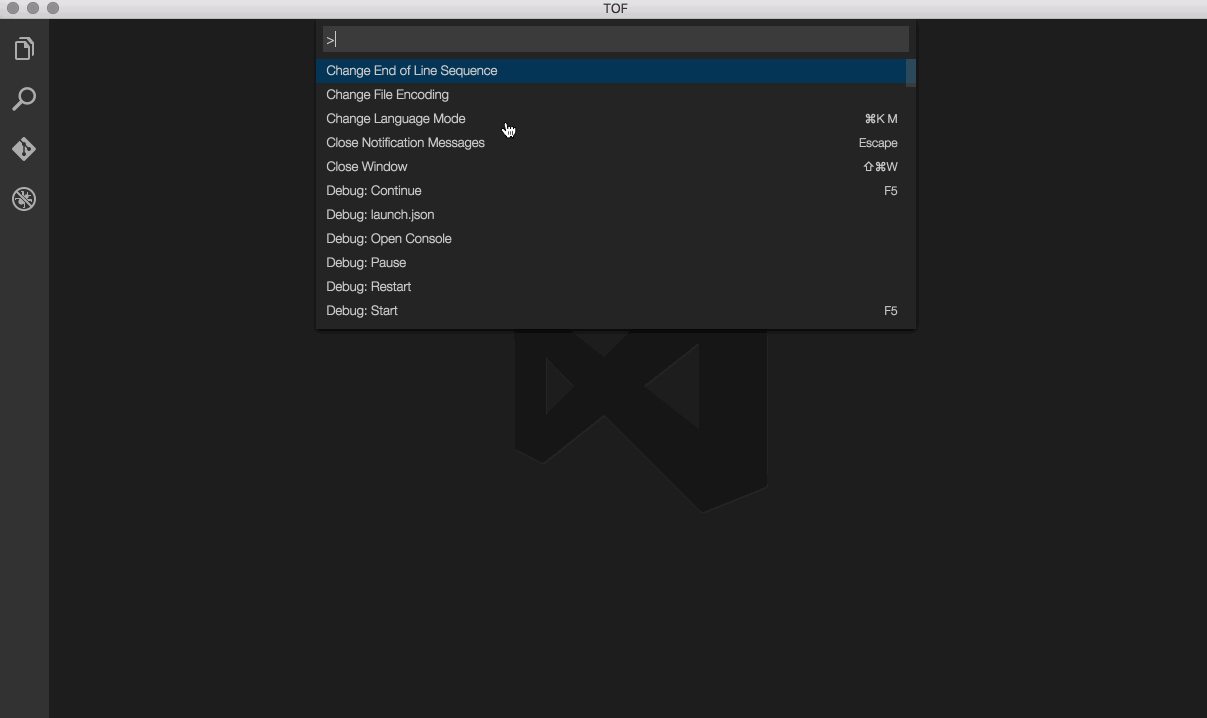 TOF
>
Change End of Line Sequence
Change File Encoding
Change Language Mode ⌘K M
Close Notification Messages Escape
Close Window ⇧⌘W
Debug: Continue F5
Debug: launch.json
Debug: Open Console
Debug: Pause
Debug: Restart
Debug: Start F5